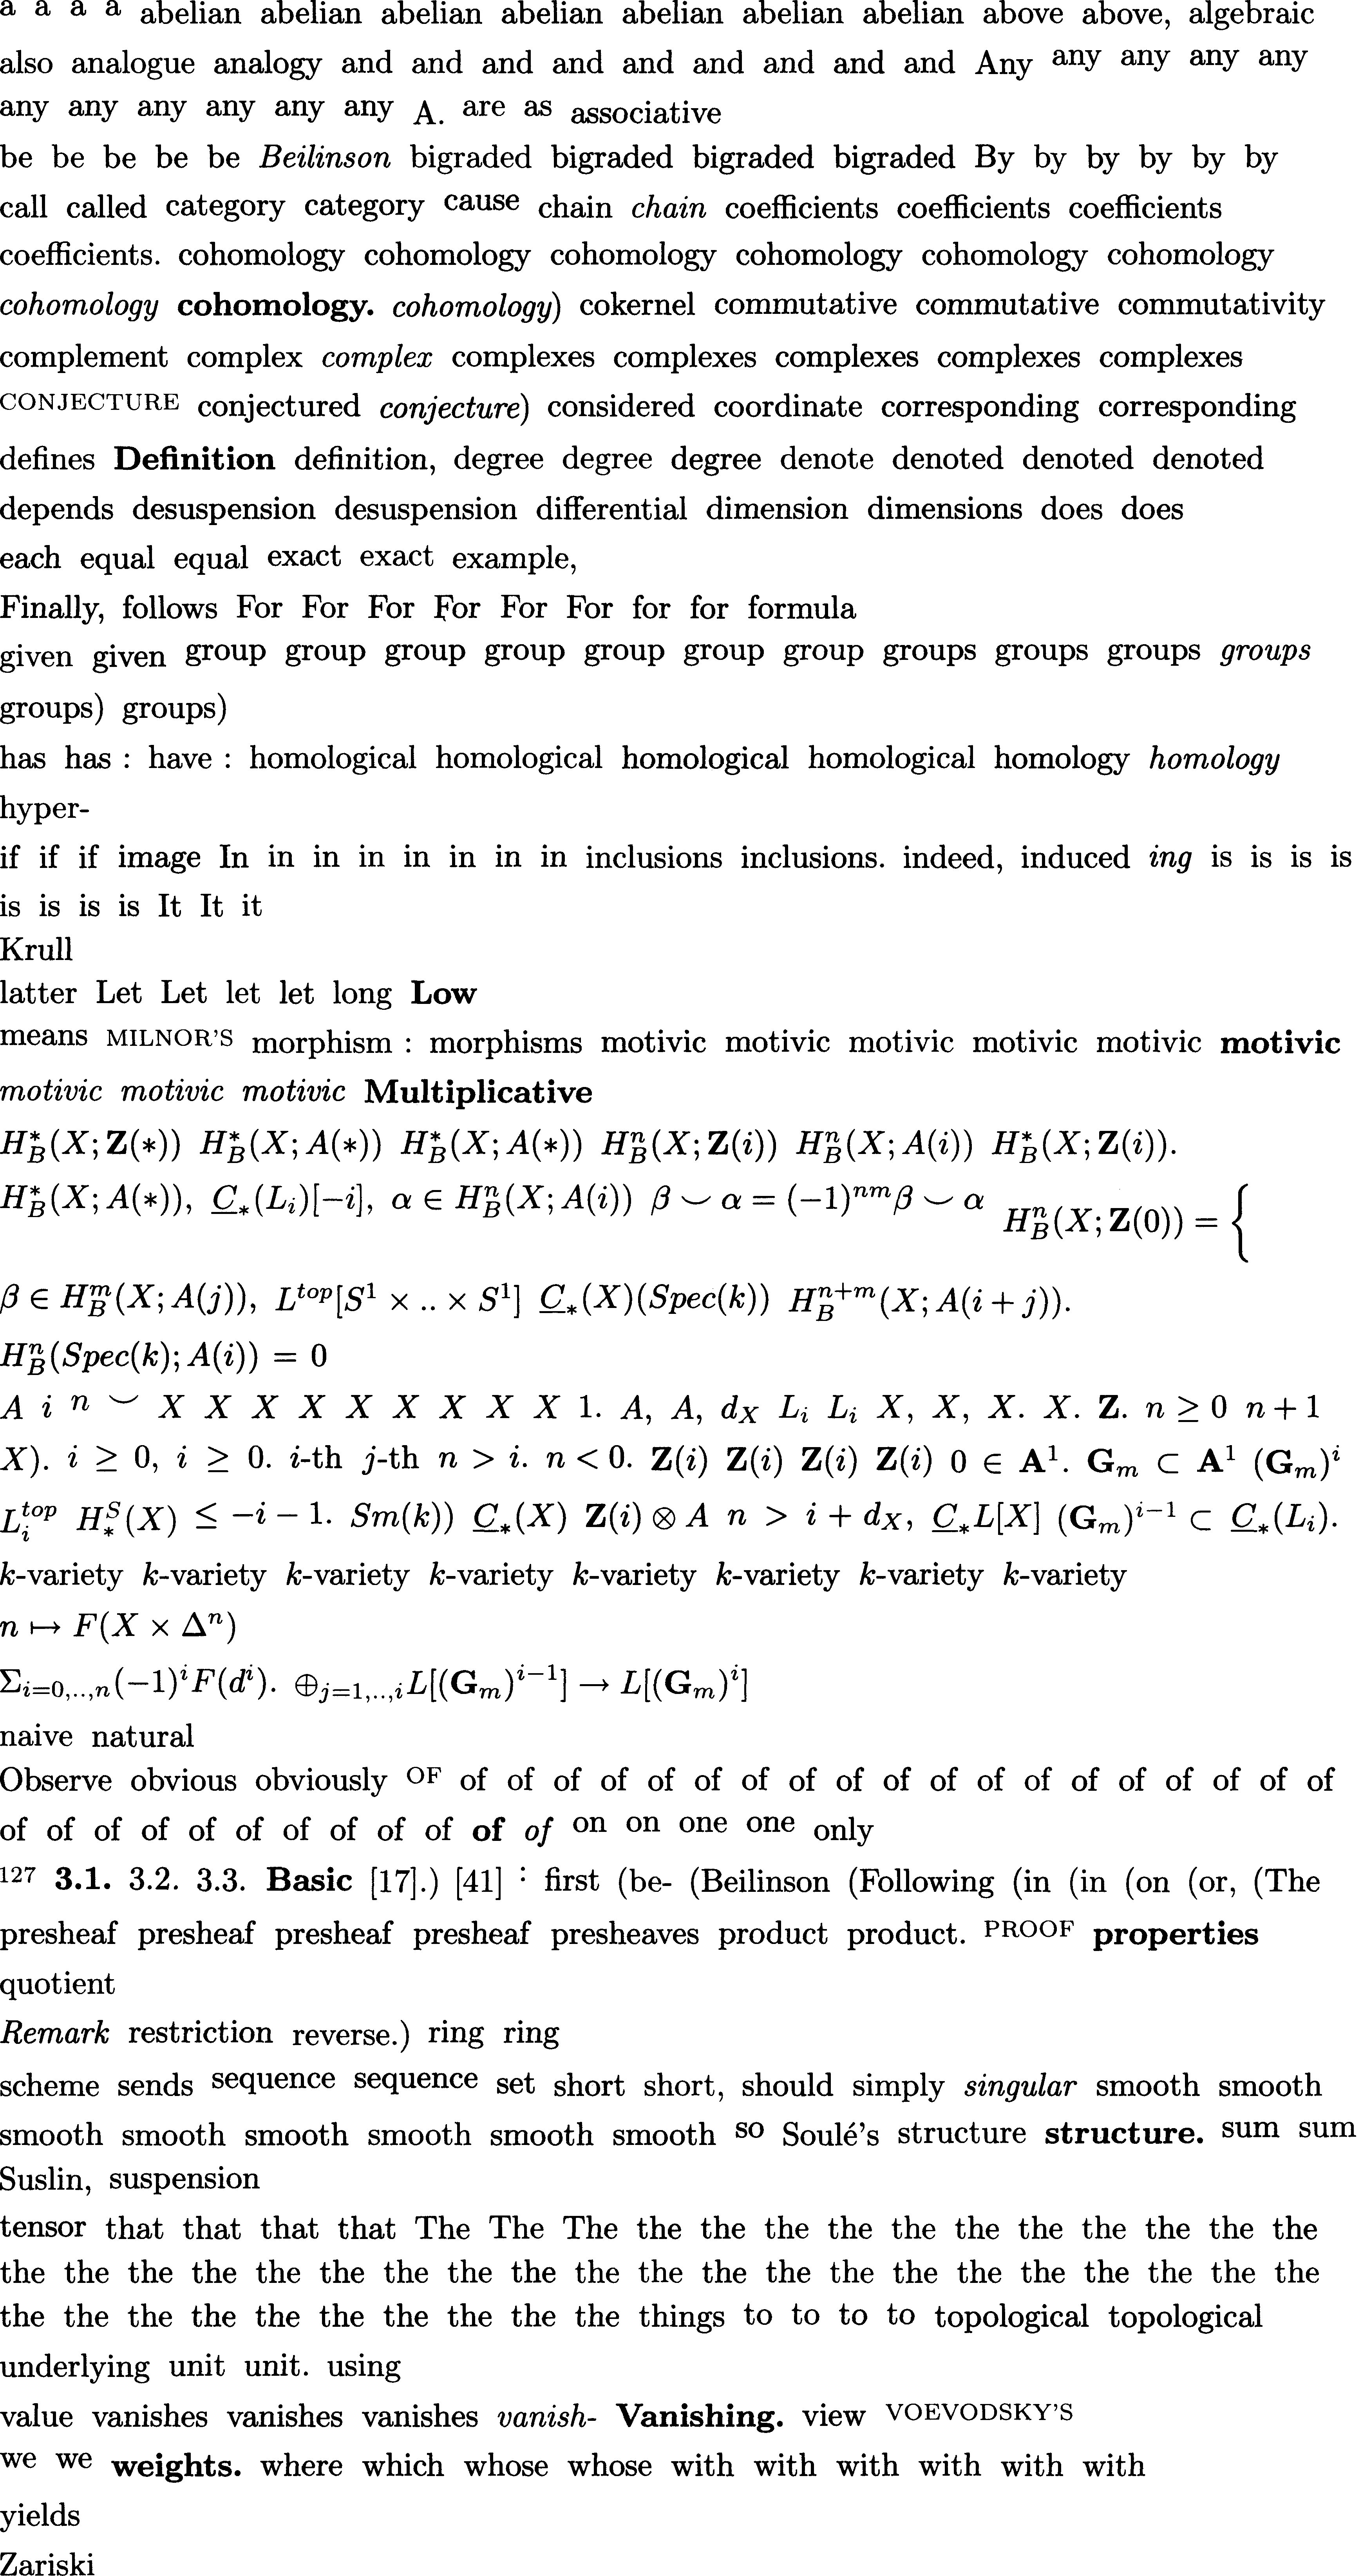 a a a a abelian abelian abelian abelian abelian abelian abelian above above, algebraic
also analogue analogy and and and and and and and and and Any any any any any
any any any any any any A. are as associative
be be be be be Beilinson bigraded bigraded bigraded bigraded By by by by by by
call called category category cause chain chain coefficients coefficients coefficients
coefficients. cohomology cohomology cohomology cohomology cohomology cohomology
cohomology cohomology. cohomology) cokernel commutative commutative commutativity
complement complex complex complexes complexes complexes complexes complexes
CONJECTURE conjectured conjecture) considered coordinate corresponding corresponding
defines Definition definition, degree degree degree denote denoted denoted denoted
depends desuspension desuspension differential dimension dimensions does does
each equal equal exact exact example,
Finally, follows For For For For For For for for formula
given given group group group group group group group groups groups groups groups
groups) groups)
has has : have : homological homological homological homological homology homology
hyper-
if if if image In in in in in in in in inclusions inclusions. indeed, induced ing is is is is
is is is is It It it
Krull
latter Let Let let let long Low
means MILNOR'S morphism : morphisms motivic motivic motivic motivic motivic motivic
motivic motivic motivic Multiplicative
$H_B^*(X;\mathbf{Z}(*))$ $H_B^*(X;A(*))$ $H_B^*(X;A(*))$ $H_B^n(X;\mathbf{Z}(i))$ $H_B^n(X;A(i))$ $H_B^*(X;\mathbf{Z}(i)).$
$H_B^*(X;A(*)),$ $\underline{C}_*(L_i)[-i],$ $\alpha \in H_B^n(X;A(i))$ $\beta \smile \alpha = (-1)^{nm}\beta \smile \alpha$ $H_B^n(X;\mathbf{Z}(0)) = \{$
$\beta \in H_B^m(X;A(j)),$ $L^{top}[S^1 \times .. \times S^1]$ $\underline{C}_*(X)(Spec(k))$ $H_B^{n+m}(X;A(i+j)).$
$H_B^n(Spec(k);A(i)) = 0$
$A$ $i$ $n$ $\smile$ $X$ $X$ $X$ $X$ $X$ $X$ $X$ $X$ $X$ 1. $A,$ $A,$ $d_X$ $L_i$ $L_i$ $X,$ $X,$ $X.$ $X.$ $\mathbf{Z}.$ $n \geq 0$ $n+1$
$X).$ $i \geq 0,$ $i \geq 0.$ $i$-th $j$-th $n > i.$ $n < 0.$ $\mathbf{Z}(i)$ $\mathbf{Z}(i)$ $\mathbf{Z}(i)$ $\mathbf{Z}(i)$ $0 \in \mathbf{A}^1.$ $\mathbf{G}_m \subset \mathbf{A}^1$ $(\mathbf{G}_m)^i$
$L_i^{top}$ $H_*^S(X)$ $\leq -i-1.$ $Sm(k))$ $\underline{C}_*(X)$ $\mathbf{Z}(i) \otimes A$ $n > i + d_X,$ $\underline{C}_*L[X]$ $(\mathbf{G}_m)^{i-1} \subset$ $\underline{C}_*(L_i).$
k-variety k-variety k-variety k-variety k-variety k-variety k-variety k-variety
$n \mapsto F(X \times \Delta^n)$
$\Sigma_{i=0,..,n}(-1)^iF(d^i).$ $\oplus_{j=1,..,i}L[(\mathbf{G}_m)^{i-1}] \to L[(\mathbf{G}_m)^i]$
naive natural
Observe obvious obviously OF of of of of of of of of of of of of of of of of of of of
of of of of of of of of of of of of on on one one only
127 3.1. 3.2. 3.3. Basic [17].) [41] : first (be- (Beilinson (Following (in (in (on (or, (The
presheaf presheaf presheaf presheaf presheaves product product. PROOF properties
quotient
Remark restriction reverse.) ring ring
scheme sends sequence sequence set short short, should simply singular smooth smooth
smooth smooth smooth smooth smooth smooth so Soulé's structure structure. sum sum
Suslin, suspension
tensor that that that that The The The the the the the the the the the the the the
the the the the the the the the the the the the the the the the the the the the the
the the the the the the the the the the things to to to to topological topological
underlying unit unit. using
value vanishes vanishes vanishes vanish- Vanishing. view VOEVODSKY'S
we we weights. where which whose whose with with with with with with
yields
Zariski